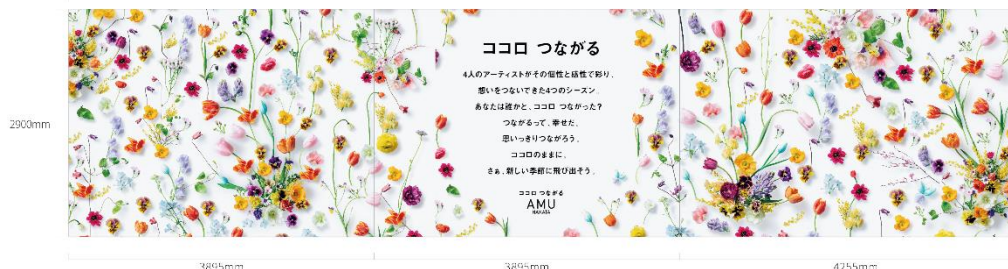 ココロ つながる
4人のアーティストがその個性と感性で彩り、
想いをつないできた4つのシーズン。
あなたは誰かと、ココロ つながった？
つながるって、幸せだ。
思いっきりつながろう。
ココロのままに。
さぁ、新しい季節に飛び出そう。
ココロ つながる
AMU
HAKATA
2900mm
3895mm
3895mm
4255mm